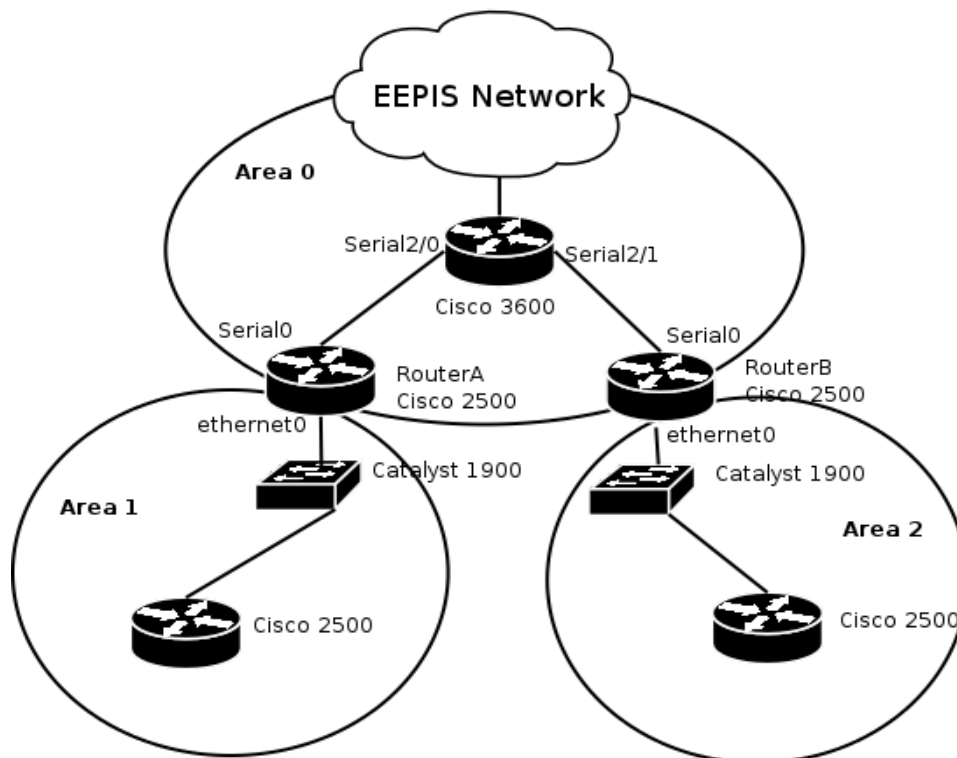 EEPIS Network
Area 0
Serial2/0
Serial2/1
Cisco 3600
Serial0
Serial0
RouterA
Cisco 2500
RouterB
Cisco 2500
ethernet0
ethernet0
Catalyst 1900
Catalyst 1900
Area 1
Area 2
Cisco 2500
Cisco 2500